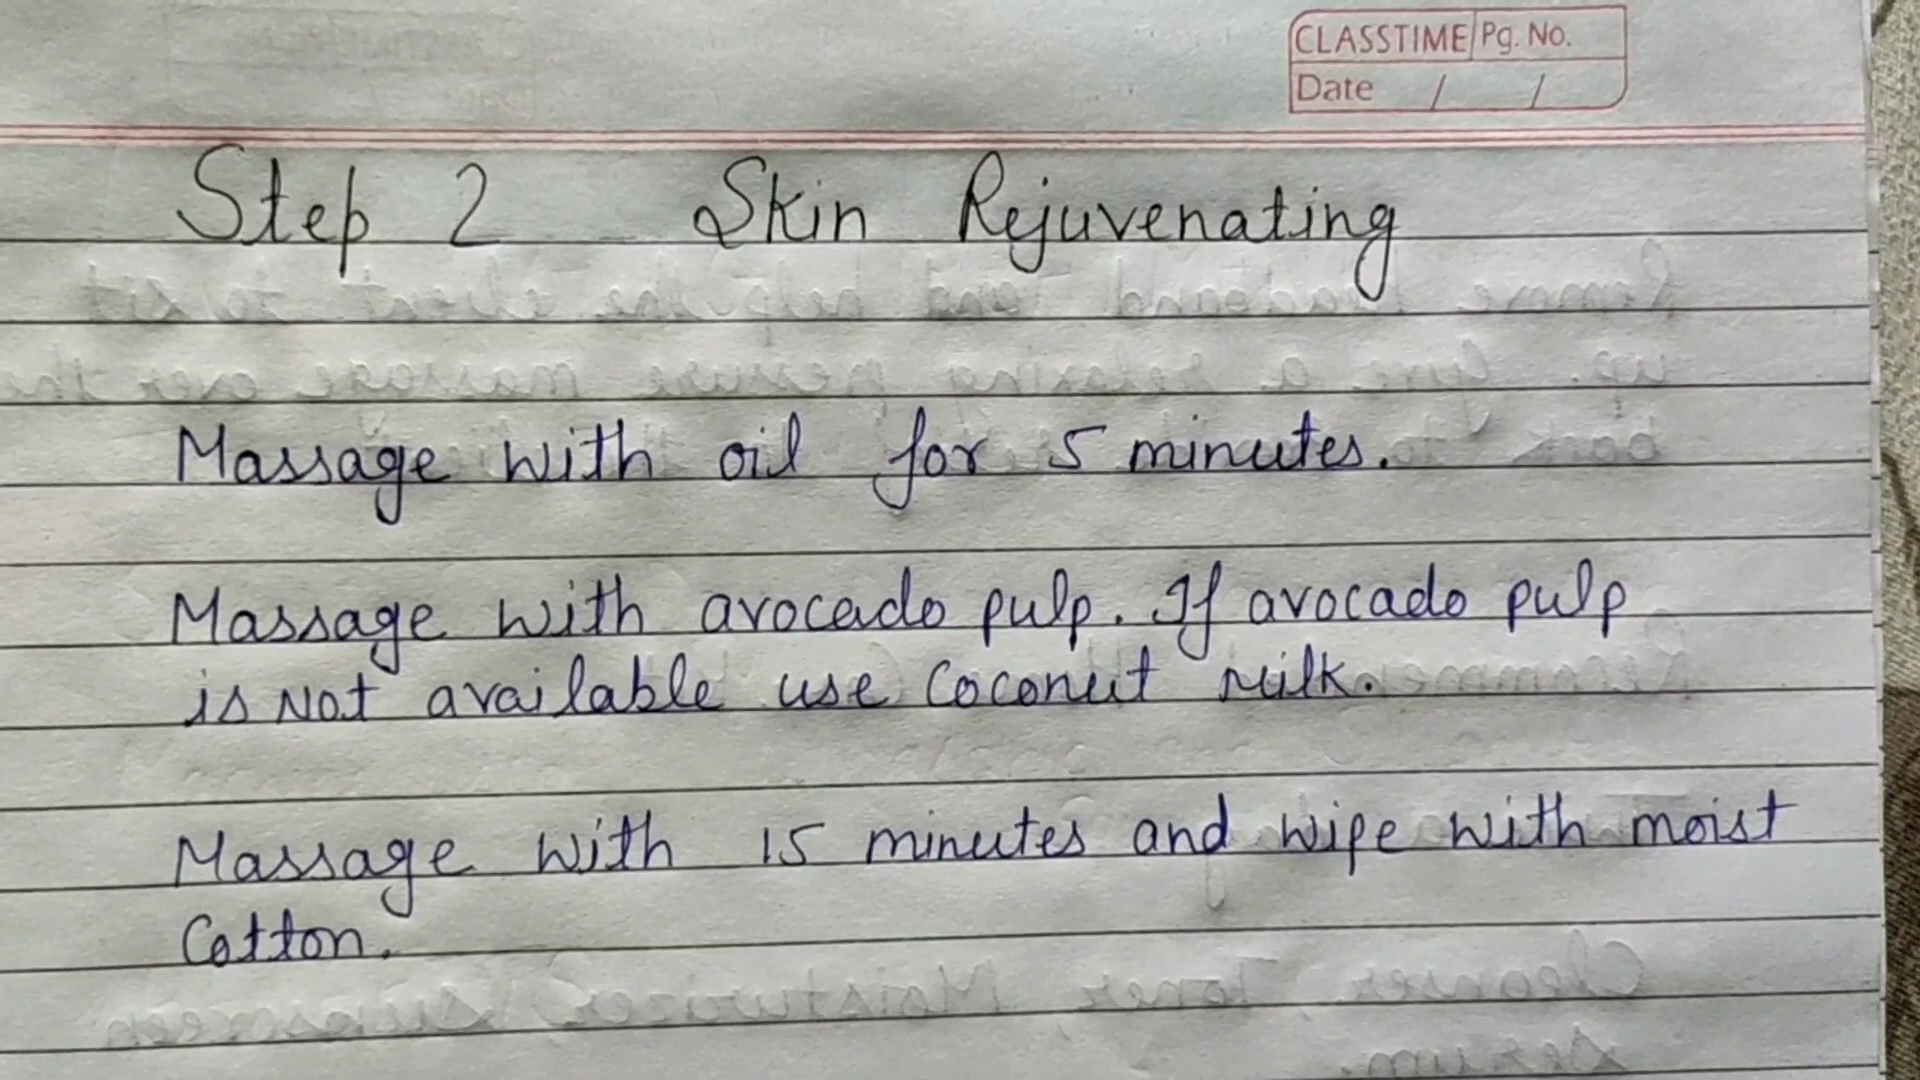 CLASSTIME Pg. No.
Date / /
Step 2 Skin Rejuvenating
Massage with oil for 5 minutes.
Massage with avocado pulp. If avocado pulp
is Not available use Coconut Milk.
Massage with 15 minutes and wipe with moist
Cotton.